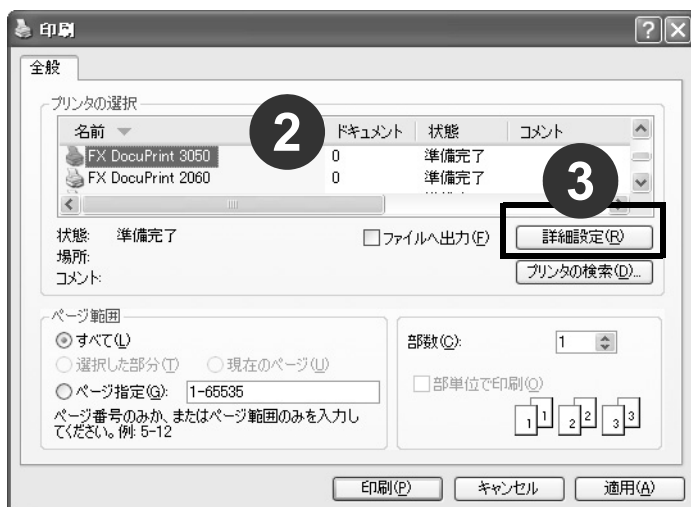 印刷
全般
プリンタの選択
名前 ドキュメント 状態 コメント
2
FX DocuPrint 3050 0 準備完了
FX DocuPrint 2060 0 準備完了
3
状態: 準備完了
ファイルへ出力(F)
詳細設定(R)
場所:
コメント:
プリンタの検索(D)...
ページ範囲
すべて(L)
選択した部分(T) 現在のページ(U)
ページ指定(G): 1-65535
ページ番号のみか、またはページ範囲のみを入力し
てください。例: 5-12
部数(C): 1
部単位で印刷(O)
1 1 2 2 3 3
印刷(P) キャンセル 適用(A)